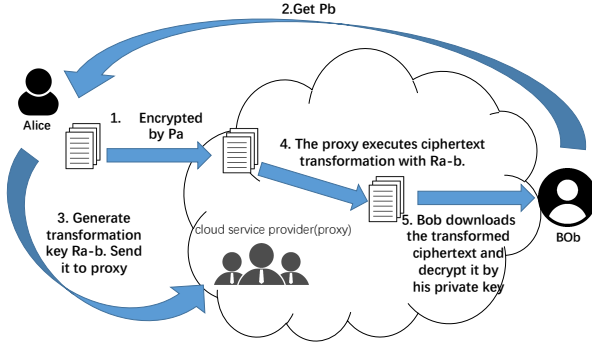 2.Get Pb
Alice
1. Encrypted
by Pa
4. The proxy executes ciphertext
transformation with Ra-b.
3. Generate
transformation
key Ra-b. Send
it to proxy
cloud service provider(proxy)
5. Bob downloads
the transformed
ciphertext and
decrypt it by
his private key
BOb